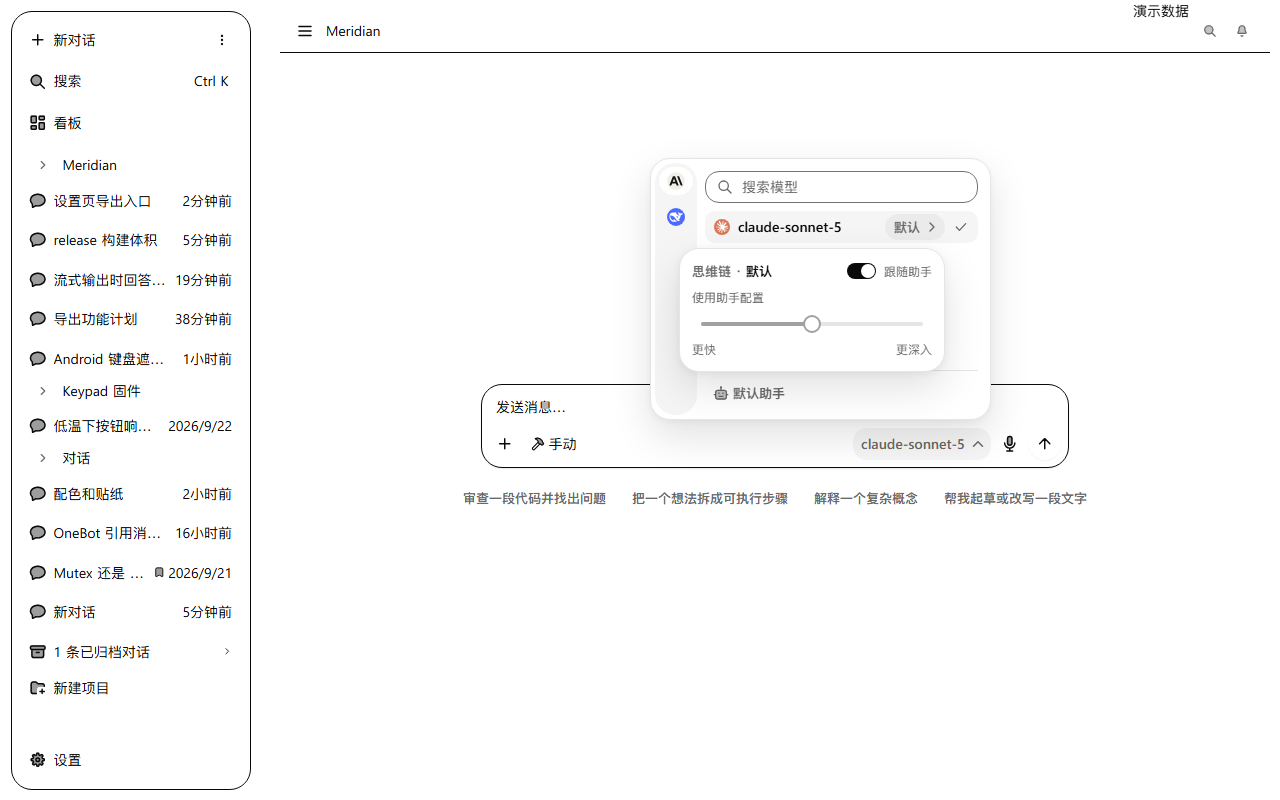 新对话
搜索 Ctrl K
看板
Meridian
设置页导出入口 2分钟前
release 构建体积 5分钟前
流式输出时回答… 19分钟前
导出功能计划 38分钟前
Android 键盘遮… 1小时前
Keypad 固件
低温下按钮响… 2026/9/22
对话
配色和贴纸 2小时前
OneBot 引用消… 16小时前
Mutex 还是 … 2026/9/21
新对话 5分钟前
1 条已归档对话
新建项目
设置
Meridian
演示数据
搜索模型
claude-sonnet-5 默认
思维链 · 默认 跟随助手
使用助手配置
更快 更深入
默认助手
发送消息…
手动 claude-sonnet-5
审查一段代码并找出问题 把一个想法拆成可执行步骤 解释一个复杂概念 帮我起草或改写一段文字